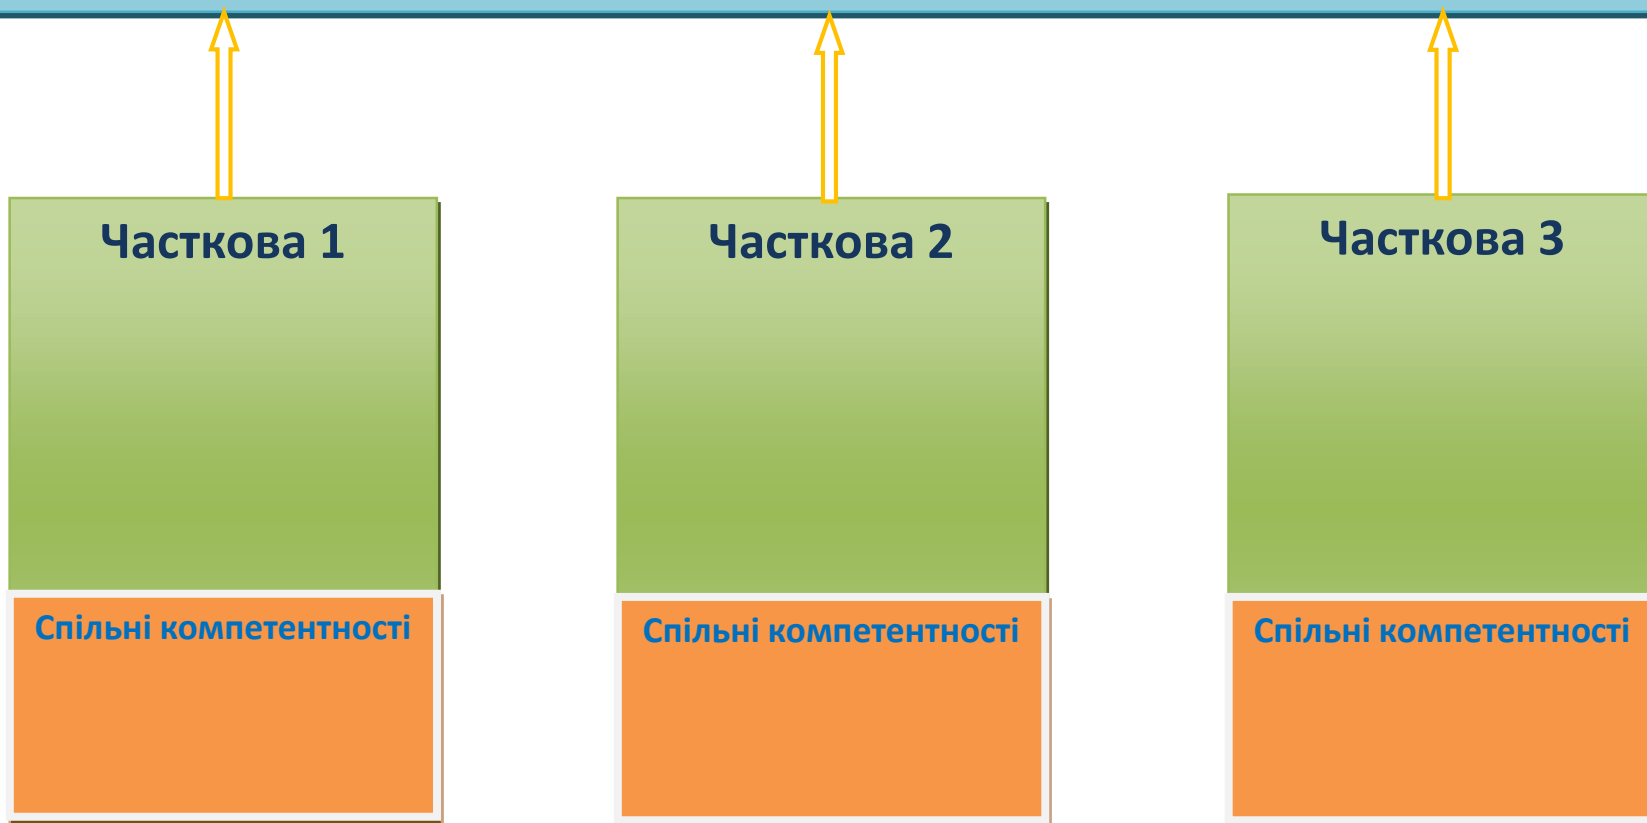 Часткова 1
Часткова 2
Часткова 3
Спільні компетентності
Спільні компетентності
Спільні компетентності